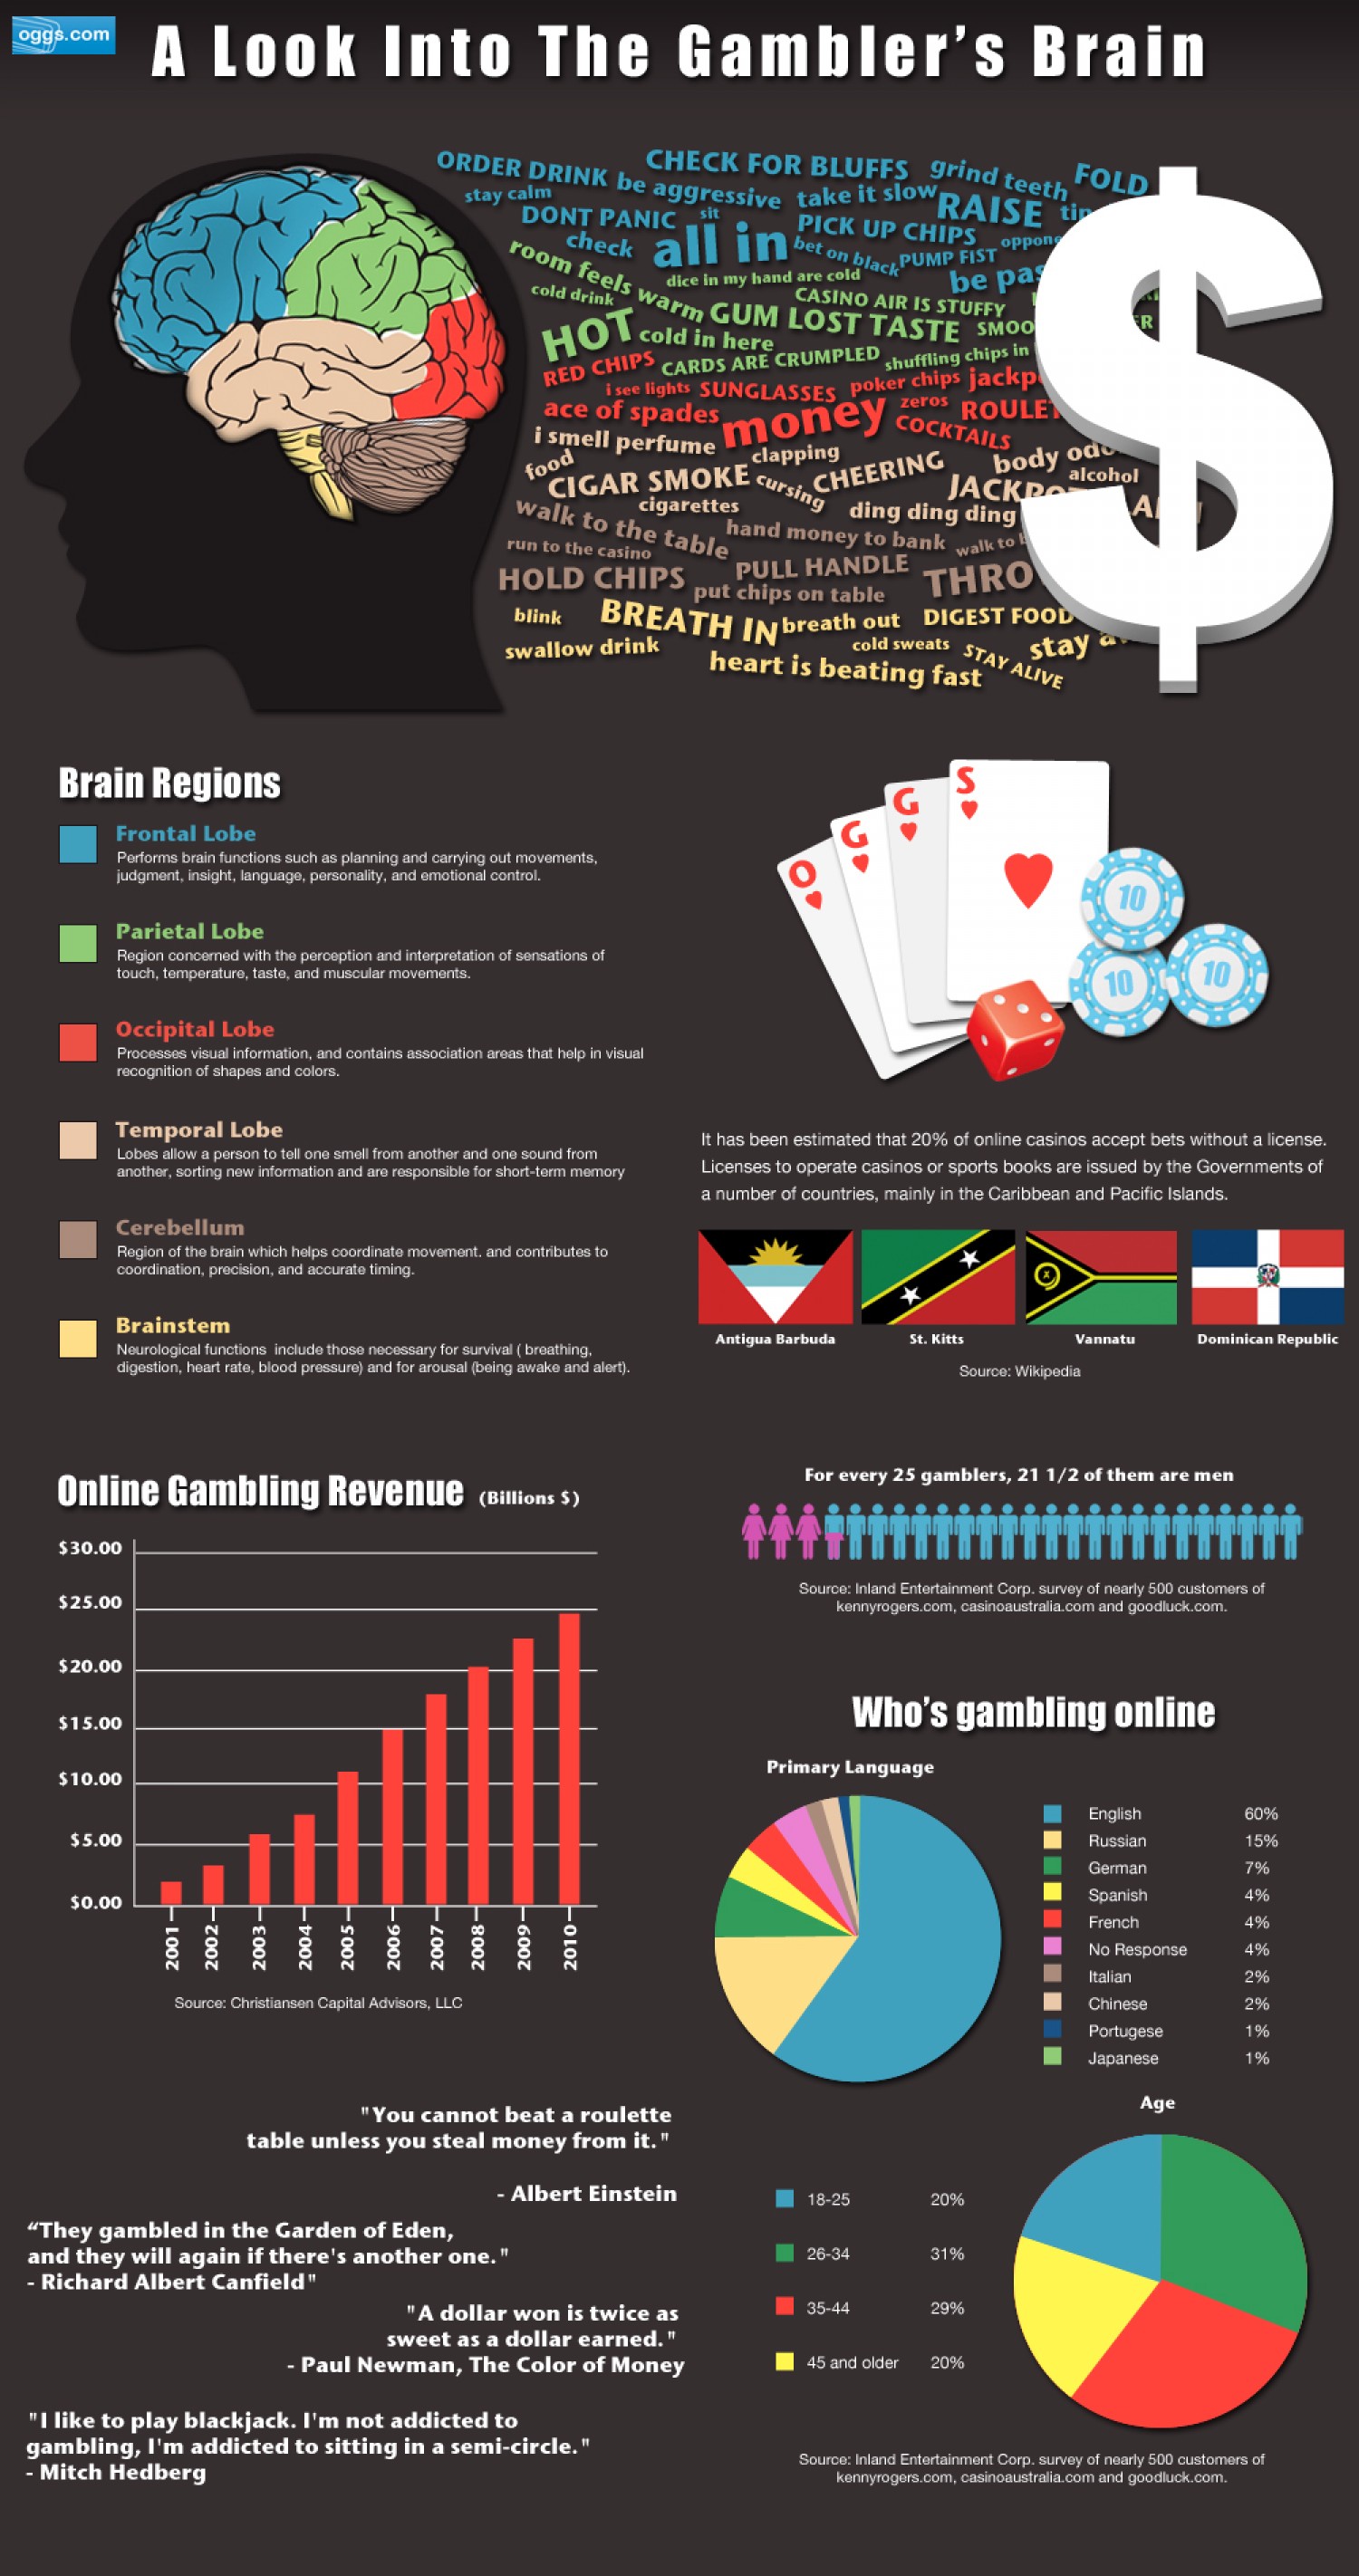 oggs.com
A Look Into The Gambler's Brain
ORDER DRINK
CHECK FOR BLUFFS
grind teeth
FOLD
stay calm
be aggressive
take it slow
RAISE
DONT PANIC
sit
PICK UP CHIPS
check
all in
bet on black
PUMP FIST
room feels warm
dice in my hand are cold
cold drink
CASINO AIR IS STUFFY
GUM LOST TASTE
HOT
cold in here
RED CHIPS
CARDS ARE CRUMPLED
shuffling chips in
i see lights
SUNGLASSES
poker chips
ace of spades
money
zeros
COCKTAILS
i smell perfume
clapping
food
CIGAR SMOKE
cursing
CHEERING
body
alcohol
cigarettes
ding ding ding
walk to the table
hand money to bank
run to the casino
walk to
PULL HANDLE
HOLD CHIPS
put chips on table
blink
BREATH IN
breath out
DIGEST FOOD
swallow drink
cold sweats
stay
heart is beating fast
STAY ALIVE
Brain Regions
Frontal Lobe
Performs brain functions such as planning and carrying out movements,
judgment, insight, language, personality, and emotional control.
Parietal Lobe
Region concerned with the perception and interpretation of sensations of
touch, temperature, taste, and muscular movements.
Occipital Lobe
Processes visual information, and contains association areas that help in visual
recognition of shapes and colors.
Temporal Lobe
Lobes allow a person to tell one smell from another and one sound from
another, sorting new information and are responsible for short-term memory
Cerebellum
Region of the brain which helps coordinate movement. and contributes to
coordination, precision, and accurate timing.
Brainstem
Neurological functions include those necessary for survival ( breathing,
digestion, heart rate, blood pressure) and for arousal (being awake and alert).
O
G
G
S
10
10
10
It has been estimated that 20% of online casinos accept bets without a license.
Licenses to operate casinos or sports books are issued by the Governments of
a number of countries, mainly in the Caribbean and Pacific Islands.
Antigua Barbuda
St. Kitts
Vannatu
Dominican Republic
Source: Wikipedia
Online Gambling Revenue (Billions $)
$30.00
$25.00
$20.00
$15.00
$10.00
$5.00
$0.00
2001
2002
2003
2004
2005
2006
2007
2008
2009
2010
Source: Christiansen Capital Advisors, LLC
For every 25 gamblers, 21 1/2 of them are men
Source: Inland Entertainment Corp. survey of nearly 500 customers of
kennyrogers.com, casinoaustralia.com and goodluck.com.
Who's gambling online
Primary Language
English 60%
Russian 15%
German 7%
Spanish 4%
French 4%
No Response 4%
Italian 2%
Chinese 2%
Portugese 1%
Japanese 1%
Age
18-25 20%
26-34 31%
35-44 29%
45 and older 20%
Source: Inland Entertainment Corp. survey of nearly 500 customers of
kennyrogers.com, casinoaustralia.com and goodluck.com.
"You cannot beat a roulette
table unless you steal money from it."
- Albert Einstein
“They gambled in the Garden of Eden,
and they will again if there's another one."
- Richard Albert Canfield"
"A dollar won is twice as
sweet as a dollar earned."
- Paul Newman, The Color of Money
"I like to play blackjack. I'm not addicted to
gambling, I'm addicted to sitting in a semi-circle."
- Mitch Hedberg